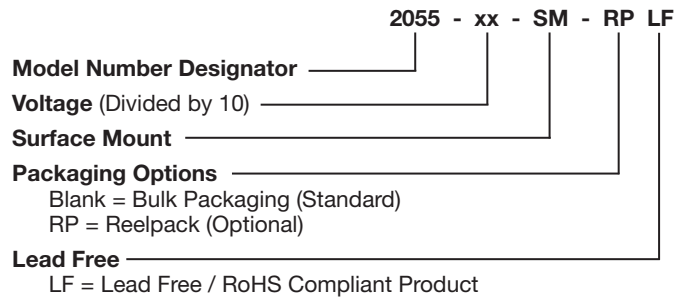 2055 - xx - SM - RP LF
Model Number Designator
Voltage (Divided by 10)
Surface Mount
Packaging Options
Blank = Bulk Packaging (Standard)
RP = Reelpack (Optional)
Lead Free
LF = Lead Free / RoHS Compliant Product